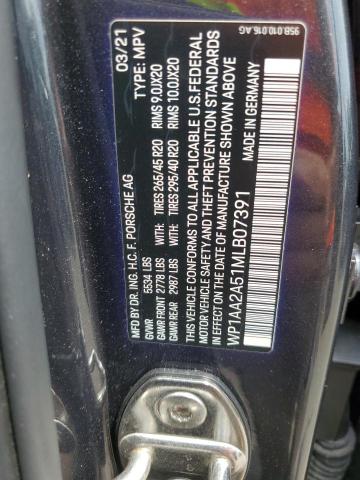 95B.010.016 AG
03/21 TYPE: MPV
MFD BY DR. ING. H.C. F. PORSCHE AG
GVWR 5534 LBS
GAWR FRONT 2778 LBS WITH: TIRES 265/45 R20 RIMS 9.0JX20
GAWR REAR 2987 LBS WITH: TIRES 295/40 R20 RIMS 10.0JX20
THIS VEHICLE CONFORMS TO ALL APPLICABLE U.S. FEDERAL
MOTOR VEHICLE SAFETY AND THEFT PREVENTION STANDARDS
IN EFFECT ON THE DATE OF MANUFACTURE SHOWN ABOVE
WP1AA2A51MLB07391 MADE IN GERMANY